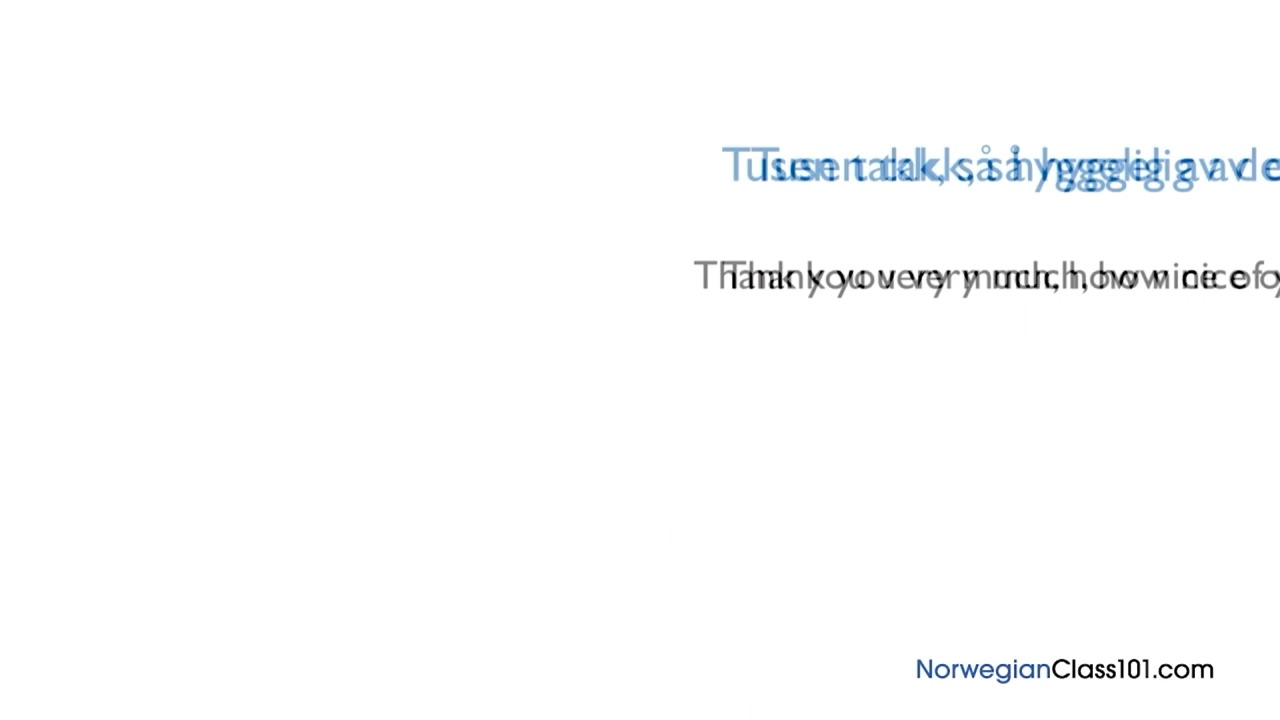 Tusen takk, så hyggelig av
Thank you very much, how nice of
NorwegianClass101.com